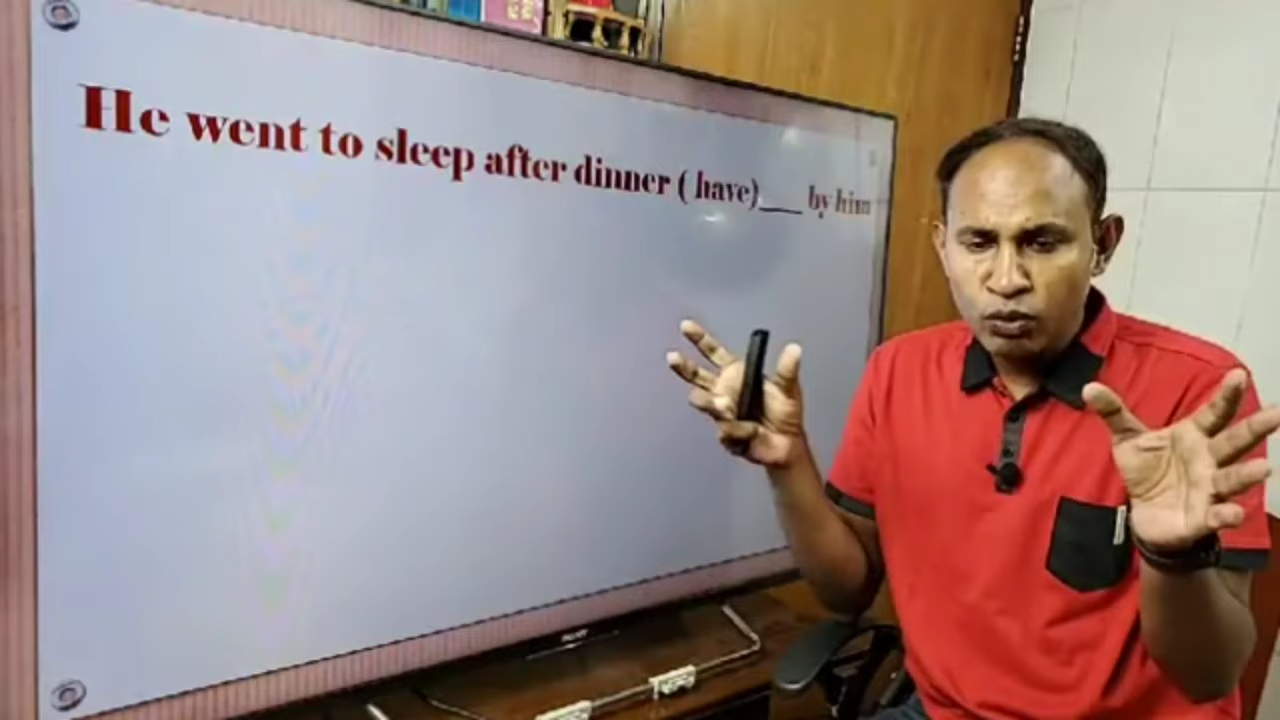 He went to sleep after dinner ( have)___ by him